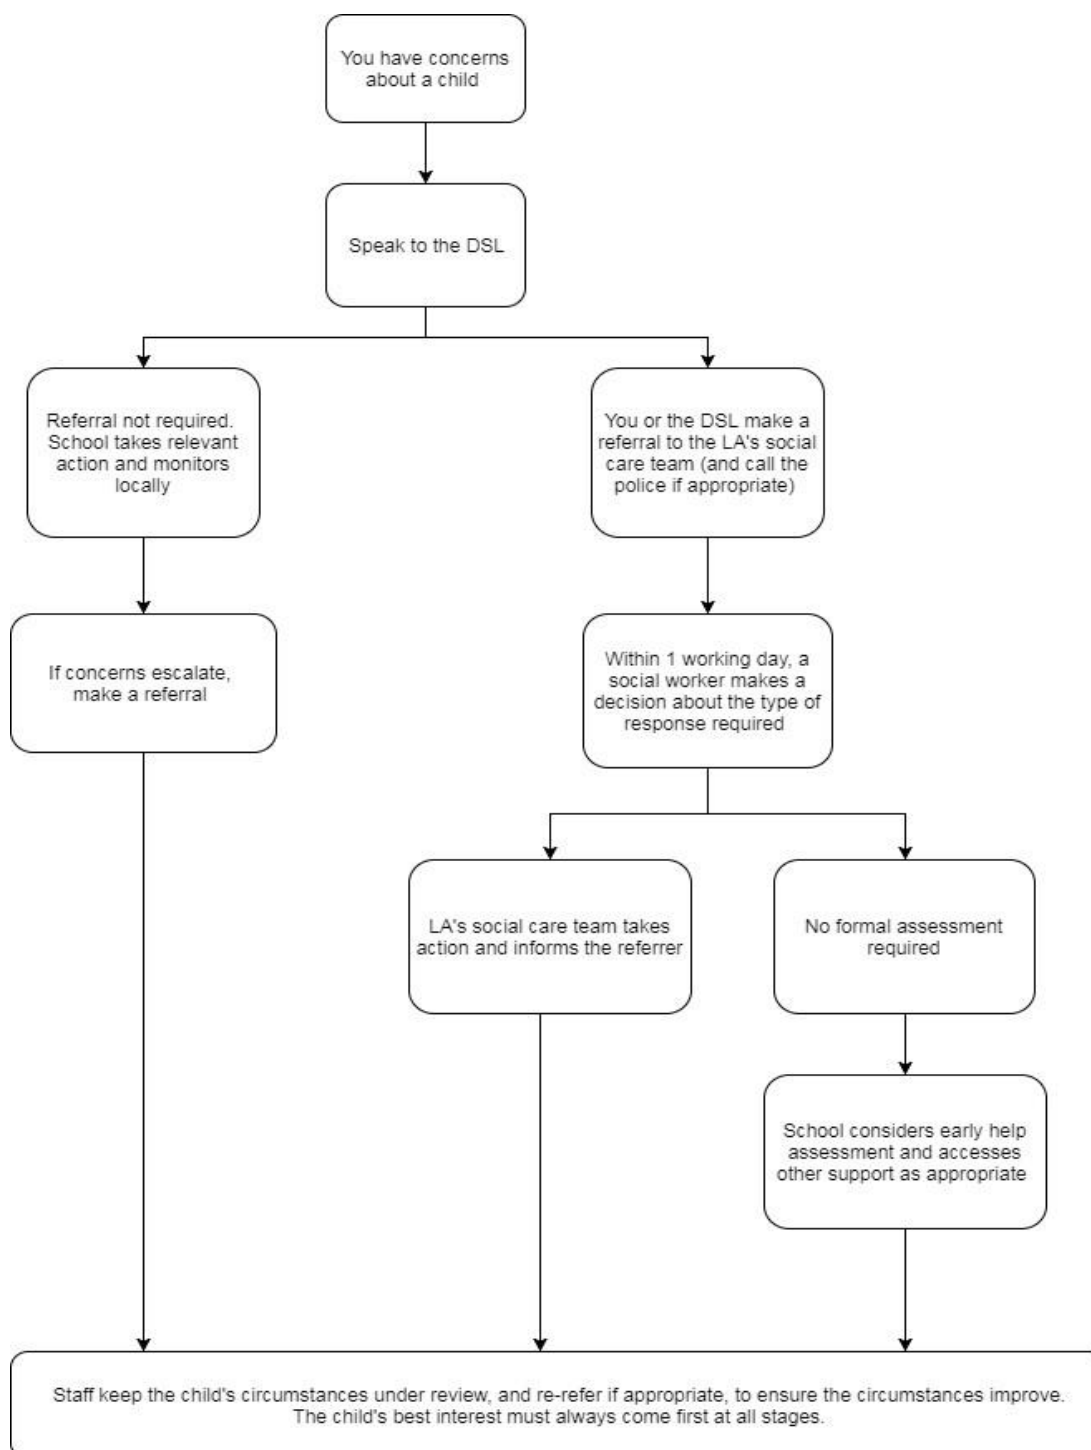 You have concerns
about a child
Speak to the DSL
Referral not required.
School takes relevant
action and monitors
locally
You or the DSL make a
referral to the LA's social
care team (and call the
police if appropriate)
If concerns escalate,
make a referral
Within 1 working day, a
social worker makes a
decision about the type of
response required
LA's social care team takes
action and informs the referrer
No formal assessment
required
School considers early help
assessment and accesses
other support as appropriate
Staff keep the child's circumstances under review, and re-refer if appropriate, to ensure the circumstances improve.
The child's best interest must always come first at all stages.